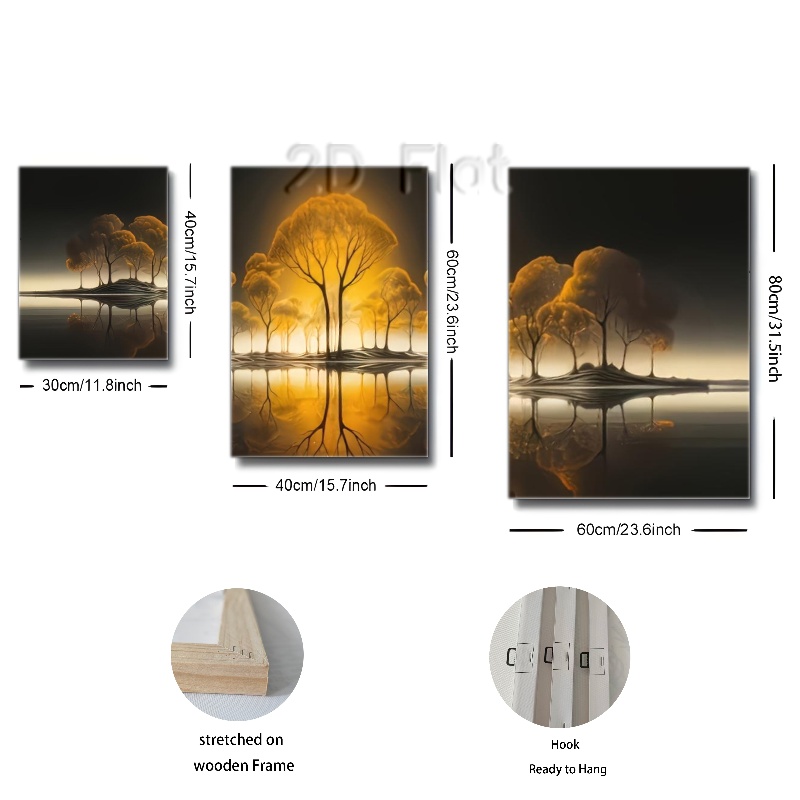 2D Flat
40cm/15.7inch
30cm/11.8inch
60cm/23.6inch
40cm/15.7inch
80cm/31.5inch
60cm/23.6inch
stretched on
wooden Frame
Hook
Ready to Hang